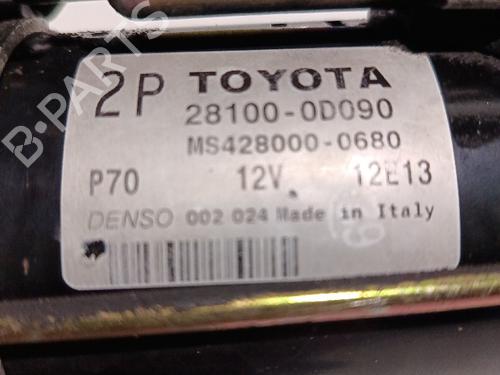 2P TOYOTA
28100-0D090
MS428000-0680
P70 12V 12E13
DENSO 002 024 Made in Italy
B-PARTS